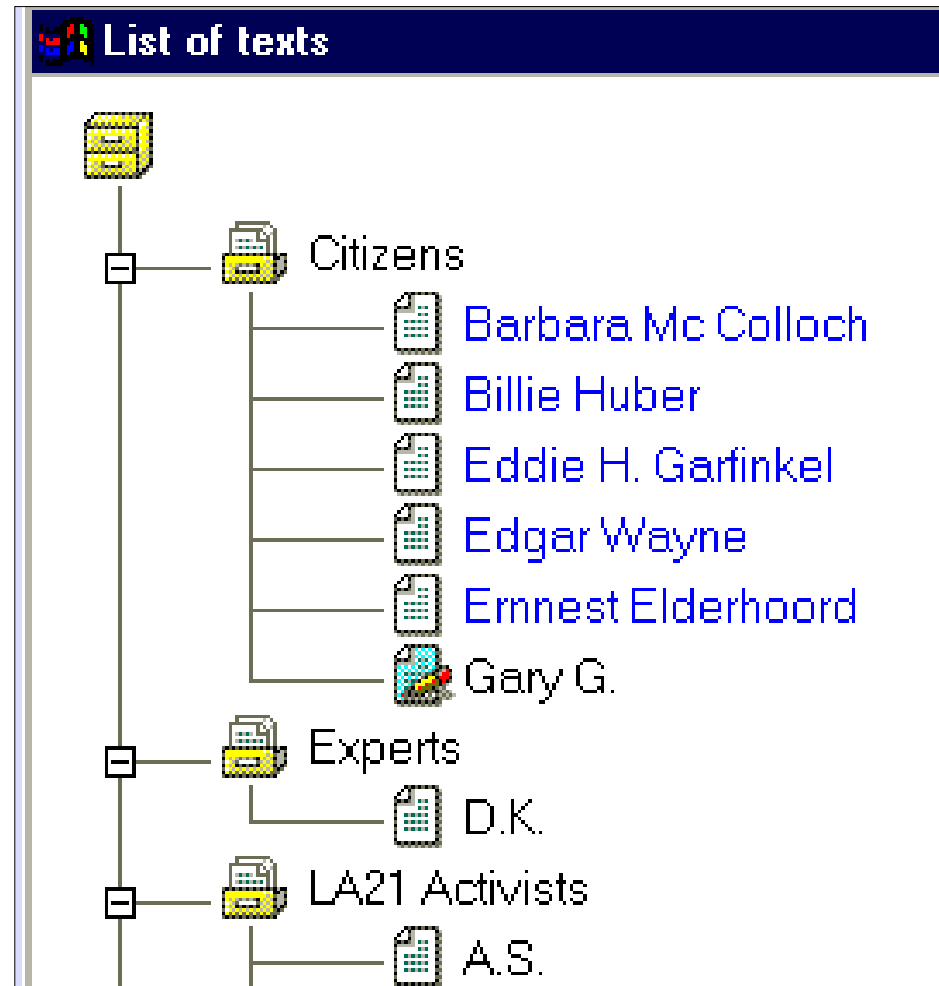 List of texts
Citizens
Barbara Mc Colloch
Billie Huber
Eddie H. Garfinkel
Edgar Wayne
Ernnest Elderhoord
Gary G.
Experts
D.K.
LA21 Activists
A.S.